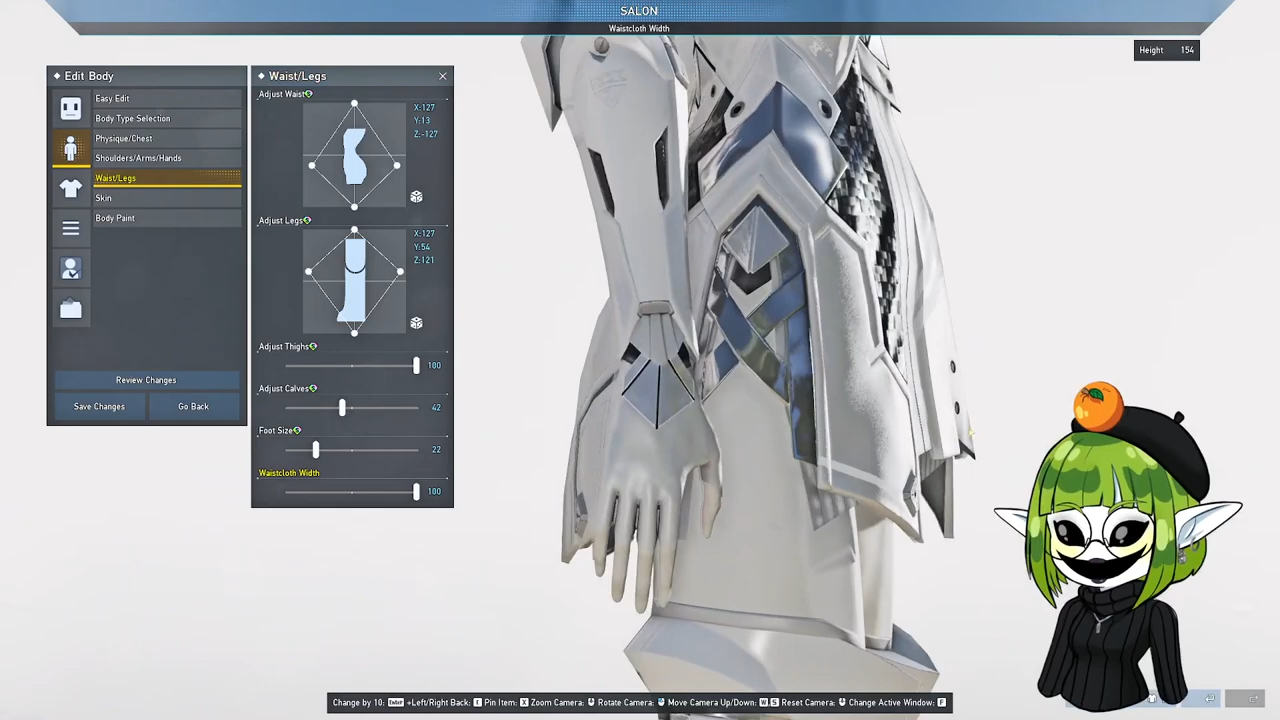 SALON
Waistcloth Width
Height 154
Edit Body
Easy Edit
Body Type Selection
Physique/Chest
Shoulders/Arms/Hands
Waist/Legs
Skin
Body Paint
Review Changes
Save Changes
Go Back
Waist/Legs
Adjust Waist
X:127
Y:13
Z:-127
Adjust Legs
X:127
Y:54
Z:121
Adjust Thighs
100
Adjust Calves
42
Foot Size
22
Waistcloth Width
100
Change by 10: Enter +Left/Right Back: C Pin Item: X Zoom Camera: Rotate Camera: Move Camera Up/Down: W S Reset Camera: Change Active Window: F